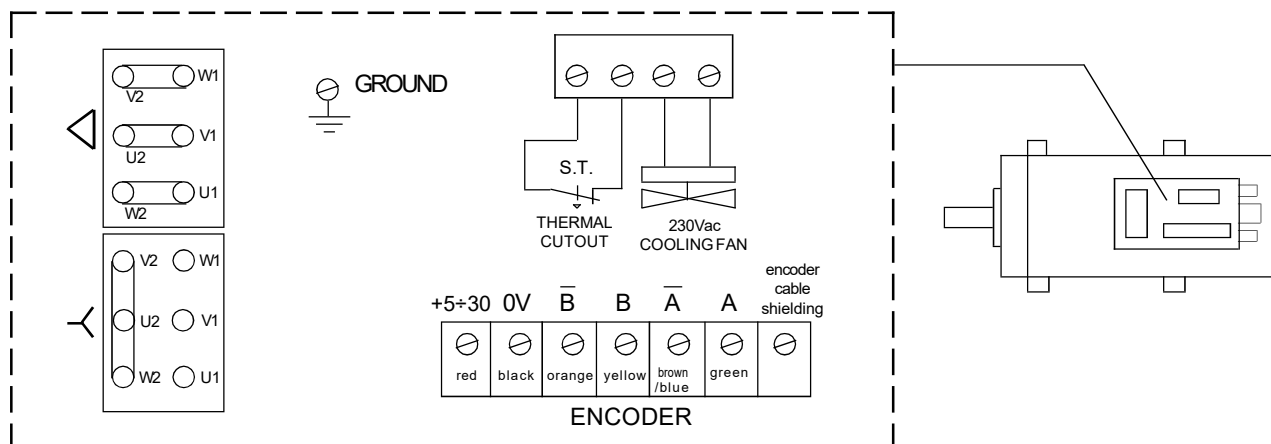 W1
V2
V1
U2
U1
W2
V2 W1
U2 V1
W2 U1
GROUND
S.T.
THERMAL
CUTOUT
230Vac
COOLING FAN
encoder
cable
shielding
+5÷30 0V B̅ B A̅ A
red black orange yellow brown
/blue green
ENCODER